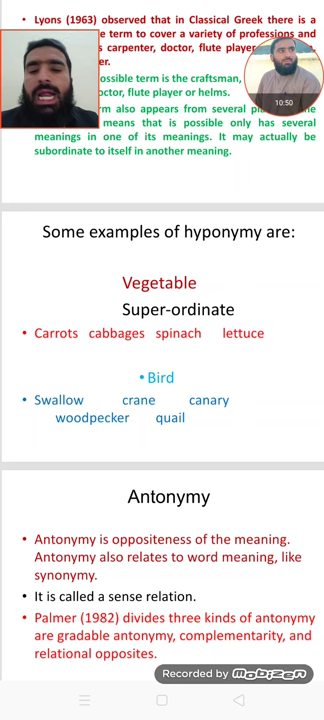 Lyons (1963) observed that in Classical Greek there is a
e term to cover a variety of professions and
s carpenter, doctor, flute player
er.
ossible term is the craftsman,
octor, flute player or helms.
10:50
m also appears from several
means that is possible only has several
meanings in one of its meanings. It may actually be
subordinate to itself in another meaning.
Some examples of hyponymy are:
Vegetable
Super-ordinate
• Carrots cabbages spinach lettuce
• Bird
• Swallow crane canary
woodpecker quail
Antonymy
• Antonymy is oppositeness of the meaning.
Antonymy also relates to word meaning, like
synonymy.
• It is called a sense relation.
• Palmer (1982) divides three kinds of antonymy
are gradable antonymy, complementarity, and
relational opposites.
Recorded by mobizen